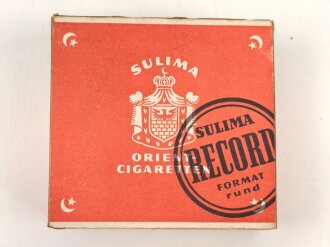 SULIMA
ORIENT
CIGARETTEN
SULIMA
RECORD
FORMAT
rund